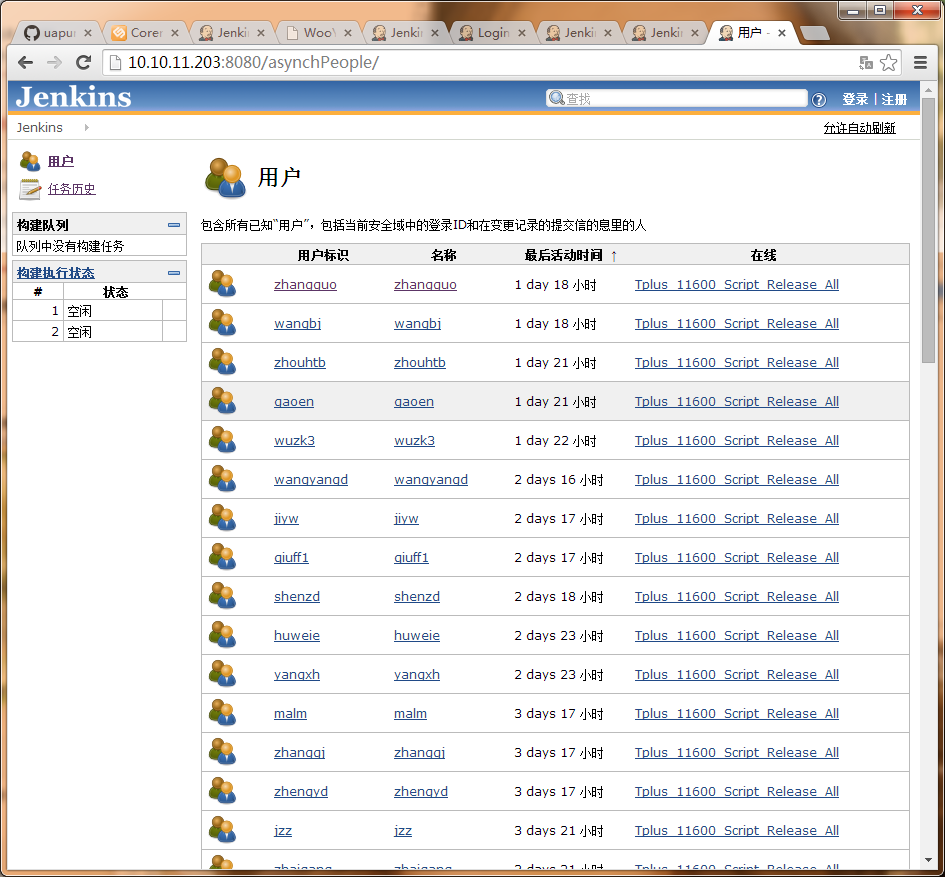 uapur
Coren
Jenki
Woo\
Jenki
Login
Jenki
Jenki
用户 -
10.10.11.203:8080/asynchPeople/
Jenkins
查找
登录 | 注册
Jenkins
允许自动刷新
用户
任务历史
构建队列
队列中没有构建任务
构建执行状态
# 状态
1 空闲
2 空闲
用户
包含所有已知“用户”，包括当前安全域中的登录ID和在变更记录的提交信的息里的人
用户标识 名称 最后活动时间 ↑ 在线
zhangguo zhangguo 1 day 18 小时 Tplus_11600_Script_Release_All
wangbj wangbj 1 day 18 小时 Tplus_11600_Script_Release_All
zhouhtb zhouhtb 1 day 21 小时 Tplus_11600_Script_Release_All
gaoen gaoen 1 day 21 小时 Tplus_11600_Script_Release_All
wuzk3 wuzk3 1 day 22 小时 Tplus_11600_Script_Release_All
wangyangd wangyangd 2 days 16 小时 Tplus_11600_Script_Release_All
jiyw jiyw 2 days 17 小时 Tplus_11600_Script_Release_All
qiuff1 qiuff1 2 days 17 小时 Tplus_11600_Script_Release_All
shenzd shenzd 2 days 18 小时 Tplus_11600_Script_Release_All
huweie huweie 2 days 23 小时 Tplus_11600_Script_Release_All
yangxh yangxh 2 days 23 小时 Tplus_11600_Script_Release_All
malm malm 3 days 17 小时 Tplus_11600_Script_Release_All
zhangqj zhangqj 3 days 17 小时 Tplus_11600_Script_Release_All
zhengyd zhengyd 3 days 17 小时 Tplus_11600_Script_Release_All
jzz jzz 3 days 21 小时 Tplus_11600_Script_Release_All
3 days 21 小时 Tplus_11600_Script_Release_All